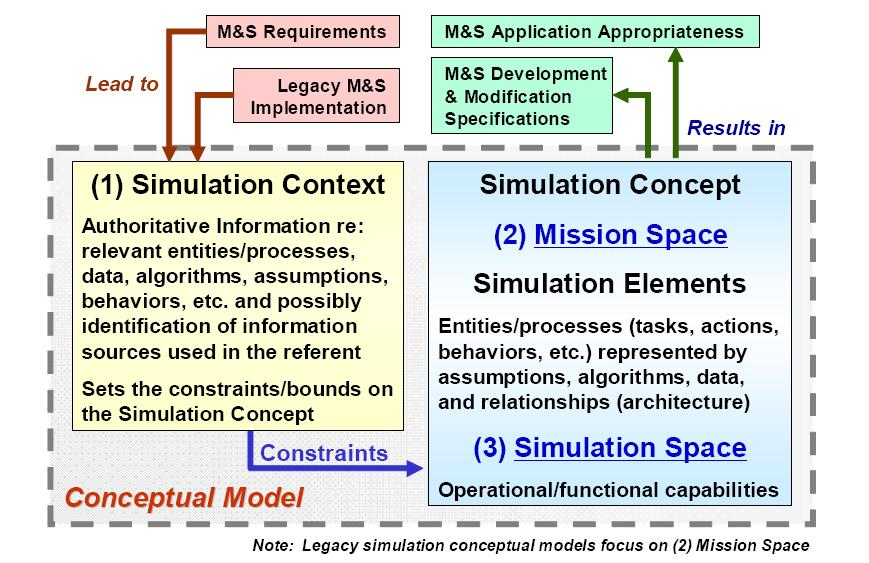 M&S Requirements
M&S Application Appropriateness
Lead to
Legacy M&S
Implementation
M&S Development
& Modification
Specifications
Results in
(1) Simulation Context
Authoritative Information re:
relevant entities/processes,
data, algorithms, assumptions,
behaviors, etc. and possibly
identification of information
sources used in the referent
Sets the constraints/bounds on
the Simulation Concept
Simulation Concept
(2) Mission Space
Simulation Elements
Entities/processes (tasks, actions,
behaviors, etc.) represented by
assumptions, algorithms, data,
and relationships (architecture)
(3) Simulation Space
Operational/functional capabilities
Constraints
Conceptual Model
Note: Legacy simulation conceptual models focus on (2) Mission Space